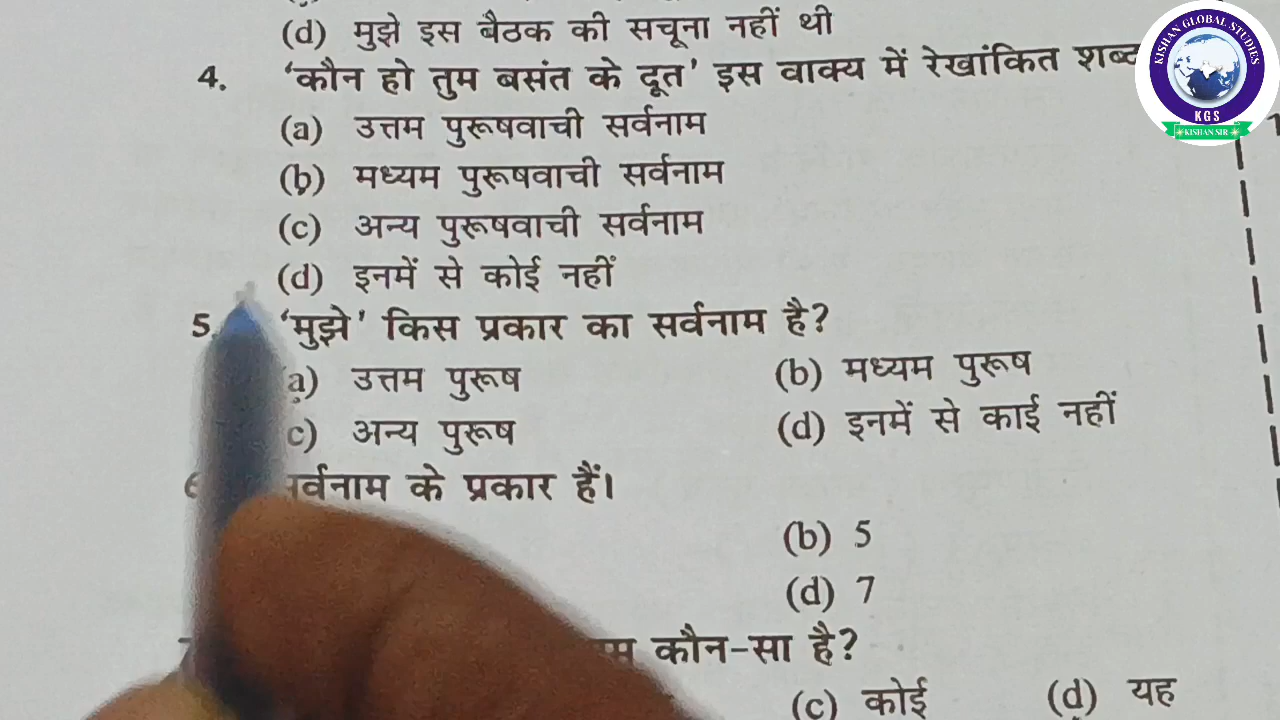 (d) मुझे इस बैठक की सचूना नहीं थी
4. 'कौन हो तुम बसंत के दूत' इस वाक्य में रेखांकित शब्द
(a) उत्तम पुरूषवाची सर्वनाम
(b) मध्यम पुरूषवाची सर्वनाम
(c) अन्य पुरूषवाची सर्वनाम
(d) इनमें से कोई नहीं
5. 'मुझे' किस प्रकार का सर्वनाम है?
a) उत्तम पुरूष (b) मध्यम पुरूष
c) अन्य पुरूष (d) इनमें से काई नहीं
के प्रकार हैं।
(b) 5
(d) 7
कौन-सा है?
(c) कोई (d) यह
KISHAN GLOBAL STUDIES
KGS
KISHAN SIR